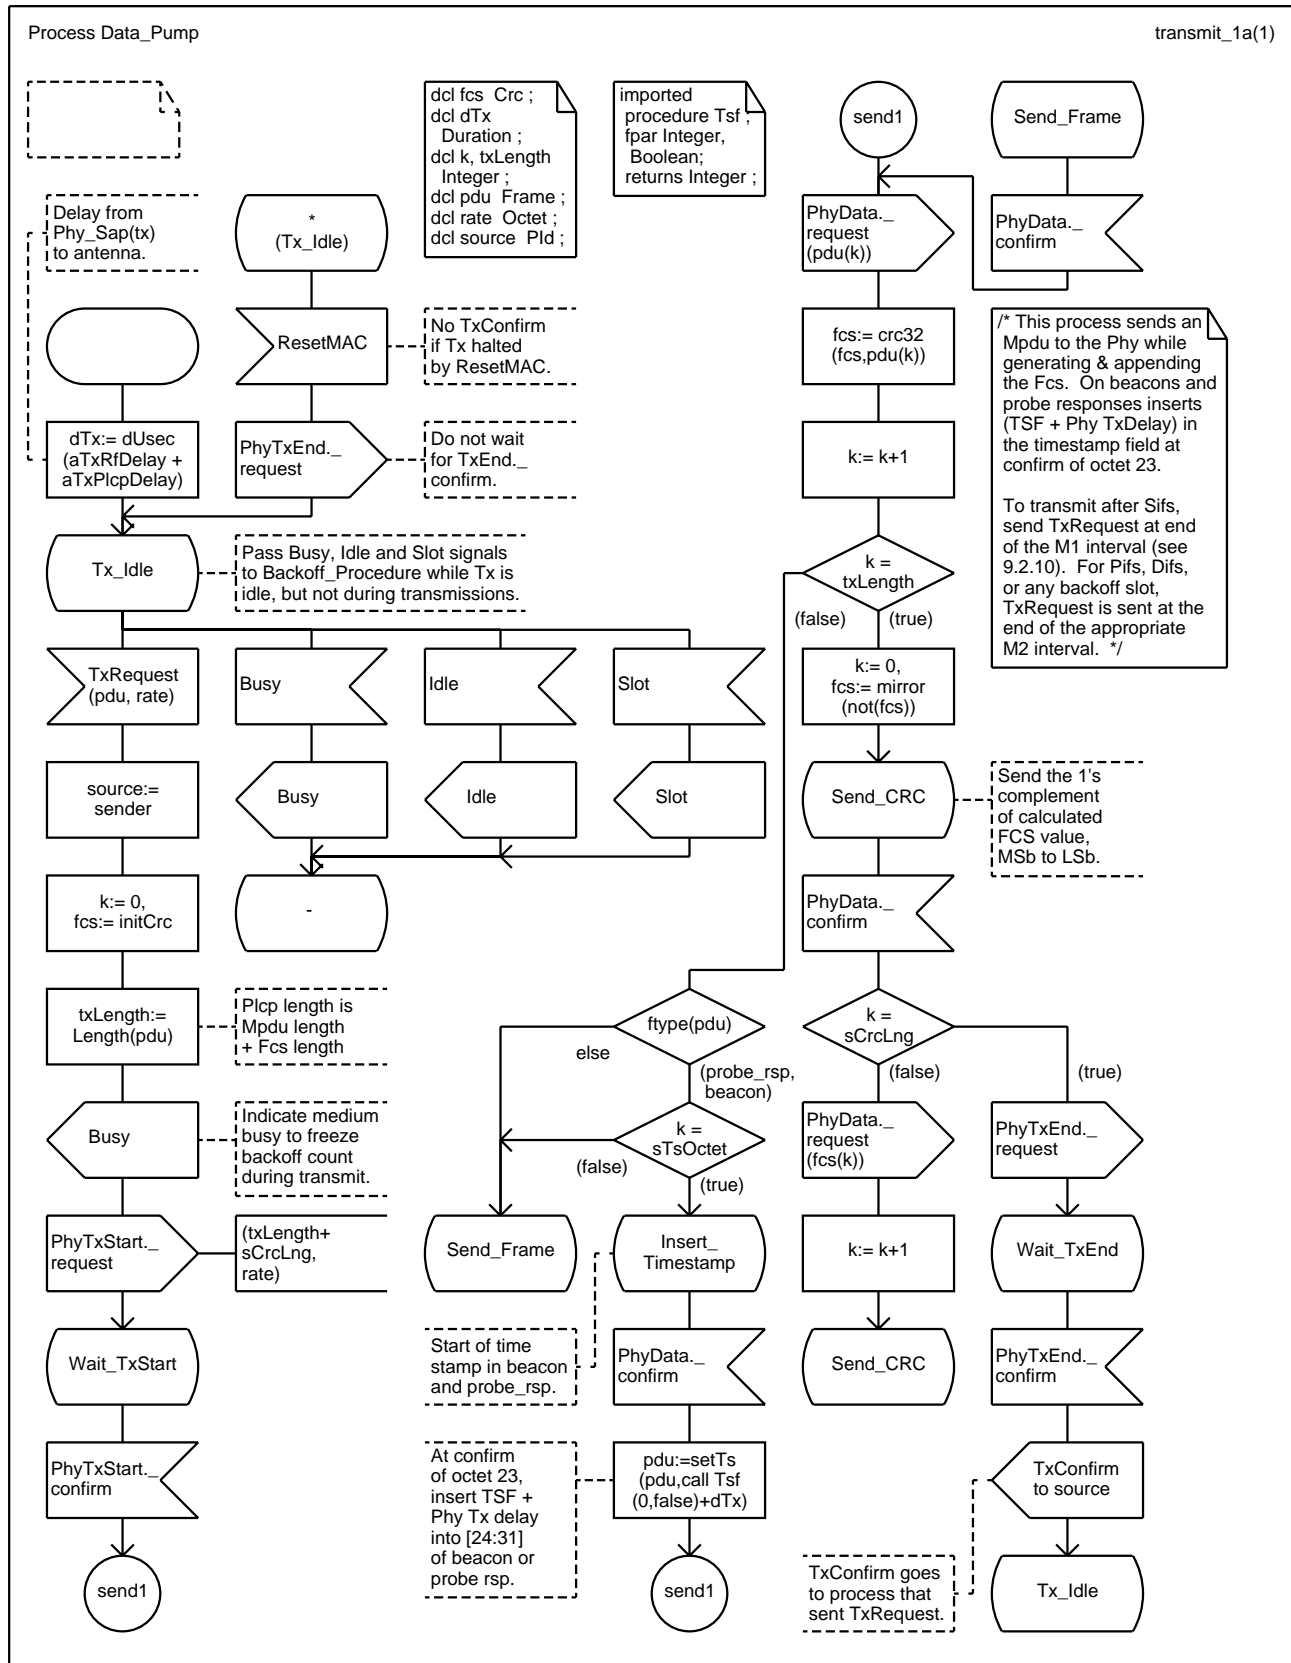 Process Data_Pump
transmit_1a(1)
dcl fcs Crc ;
dcl dTx
Duration ;
dcl k, txLength
Integer ;
dcl pdu Frame ;
dcl rate Octet ;
dcl source PId ;
imported
procedure Tsf ;
fpar Integer,
Boolean;
returns Integer ;
send1
Send_Frame
Delay from
Phy_Sap(tx)
to antenna.
*
(Tx_Idle)
PhyData._
request
(pdu(k))
PhyData._
confirm
ResetMAC
No TxConfirm
if Tx halted
by ResetMAC.
fcs:= crc32
(fcs,pdu(k))
/* This process sends an
Mpdu to the Phy while
generating & appending
the Fcs. On beacons and
probe responses inserts
(TSF + Phy TxDelay) in
the timestamp field at
confirm of octet 23.
To transmit after Sifs,
send TxRequest at end
of the M1 interval (see
9.2.10). For Pifs, Difs,
or any backoff slot,
TxRequest is sent at the
end of the appropriate
M2 interval. */
dTx:= dUsec
(aTxRfDelay +
aTxPlcpDelay)
PhyTxEnd._
request
Do not wait
for TxEnd._
confirm.
k:= k+1
Tx_Idle
Pass Busy, Idle and Slot signals
to Backoff_Procedure while Tx is
idle, but not during transmissions.
k =
txLength
(false)
(true)
TxRequest
(pdu, rate)
Busy
Idle
Slot
k:= 0,
fcs:= mirror
(not(fcs))
source:=
sender
Busy
Idle
Slot
Send_CRC
Send the 1's
complement
of calculated
FCS value,
MSb to LSb.
k:= 0,
fcs:= initCrc
-
PhyData._
confirm
txLength:=
Length(pdu)
Plcp length is
Mpdu length
+ Fcs length
ftype(pdu)
else
(probe_rsp,
beacon)
k =
sCrcLng
(false)
(true)
Busy
Indicate medium
busy to freeze
backoff count
during transmit.
k =
sTsOctet
(false)
(true)
PhyData._
request
(fcs(k))
PhyTxEnd._
request
PhyTxStart._
request
(txLength+
sCrcLng,
rate)
Send_Frame
Insert_
Timestamp
k:= k+1
Wait_TxEnd
Wait_TxStart
Start of time
stamp in beacon
and probe_rsp.
PhyData._
confirm
Send_CRC
PhyTxEnd._
confirm
PhyTxStart._
confirm
At confirm
of octet 23,
insert TSF +
Phy Tx delay
into [24:31]
of beacon or
probe rsp.
pdu:=setTs
(pdu,call Tsf
(0,false)+dTx)
TxConfirm
to source
send1
send1
TxConfirm goes
to process that
sent TxRequest.
Tx_Idle